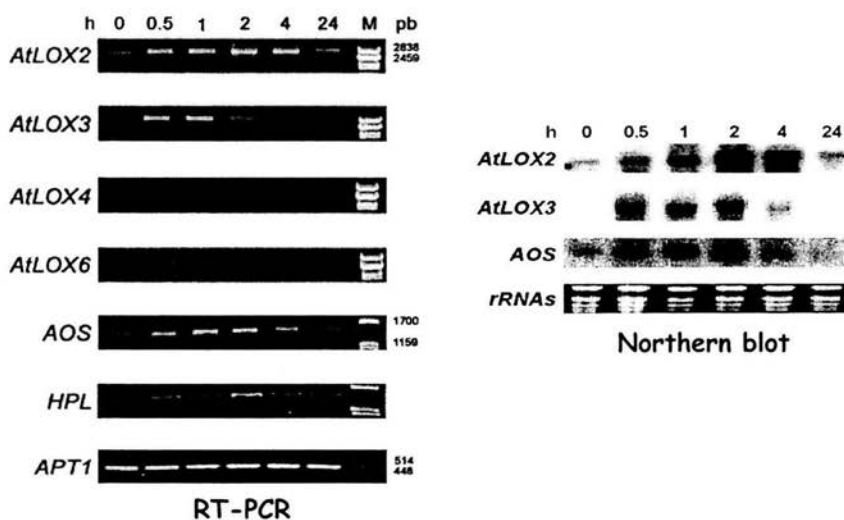 h 0 0.5 1 2 4 24 M pb
AtLOX2 2838
2459
AtLOX3
AtLOX4
AtLOX6
AOS 1700
1159
HPL
APT1 514
448
RT-PCR
h 0 0.5 1 2 4 24
AtLOX2
AtLOX3
AOS
rRNAs
Northern blot